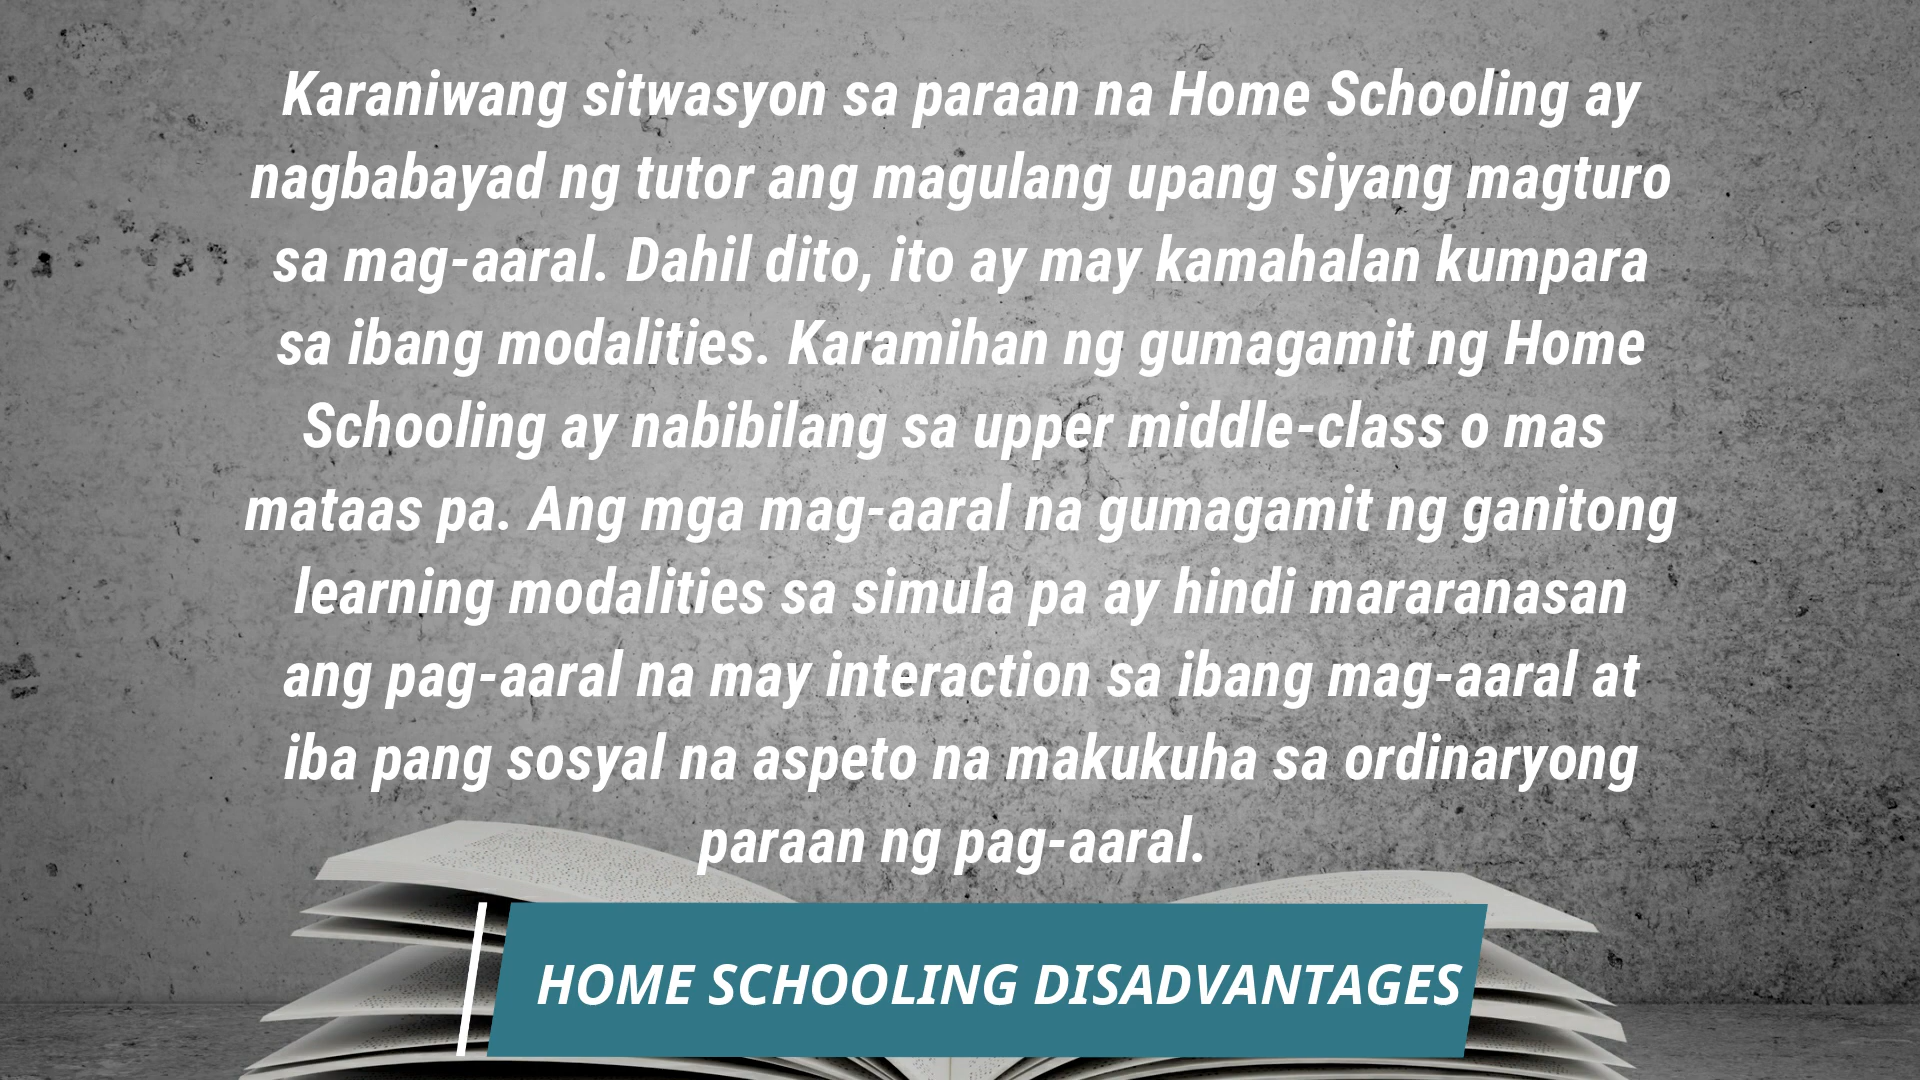 Karaniwang sitwasyon sa paraan na Home Schooling ay
nagbabayad ng tutor ang magulang upang siyang magturo
sa mag-aaral. Dahil dito, ito ay may kamahalan kumpara
sa ibang modalities. Karamihan ng gumagamit ng Home
Schooling ay nabibilang sa upper middle-class o mas
mataas pa. Ang mga mag-aaral na gumagamit ng ganitong
learning modalities sa simula pa ay hindi mararanasan
ang pag-aaral na may interaction sa ibang mag-aaral at
iba pang sosyal na aspeto na makukuha sa ordinaryong
paraan ng pag-aaral.
HOME SCHOOLING DISADVANTAGES